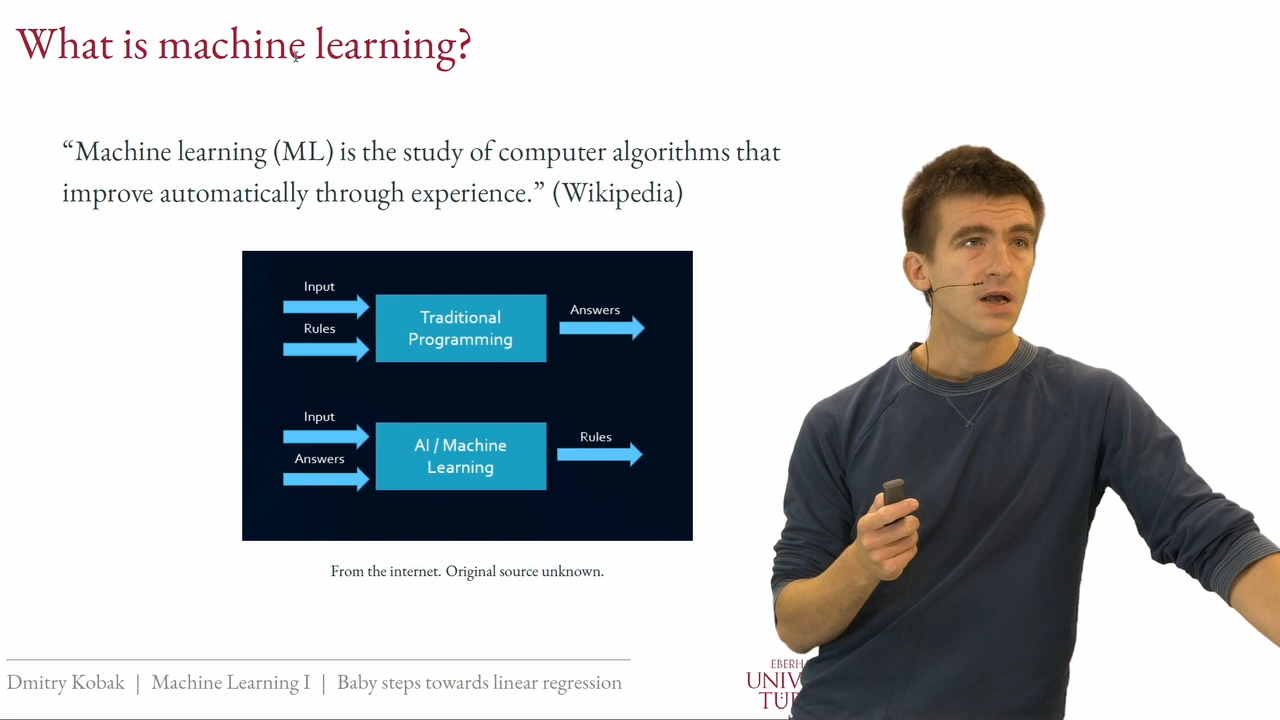 What is machine learning?
“Machine learning (ML) is the study of computer algorithms that
improve automatically through experience.” (Wikipedia)
Input
Rules
Traditional
Programming
Answers
Input
Answers
AI / Machine
Learning
Rules
From the internet. Original source unknown.
Dmitry Kobak | Machine Learning I | Baby steps towards linear regression